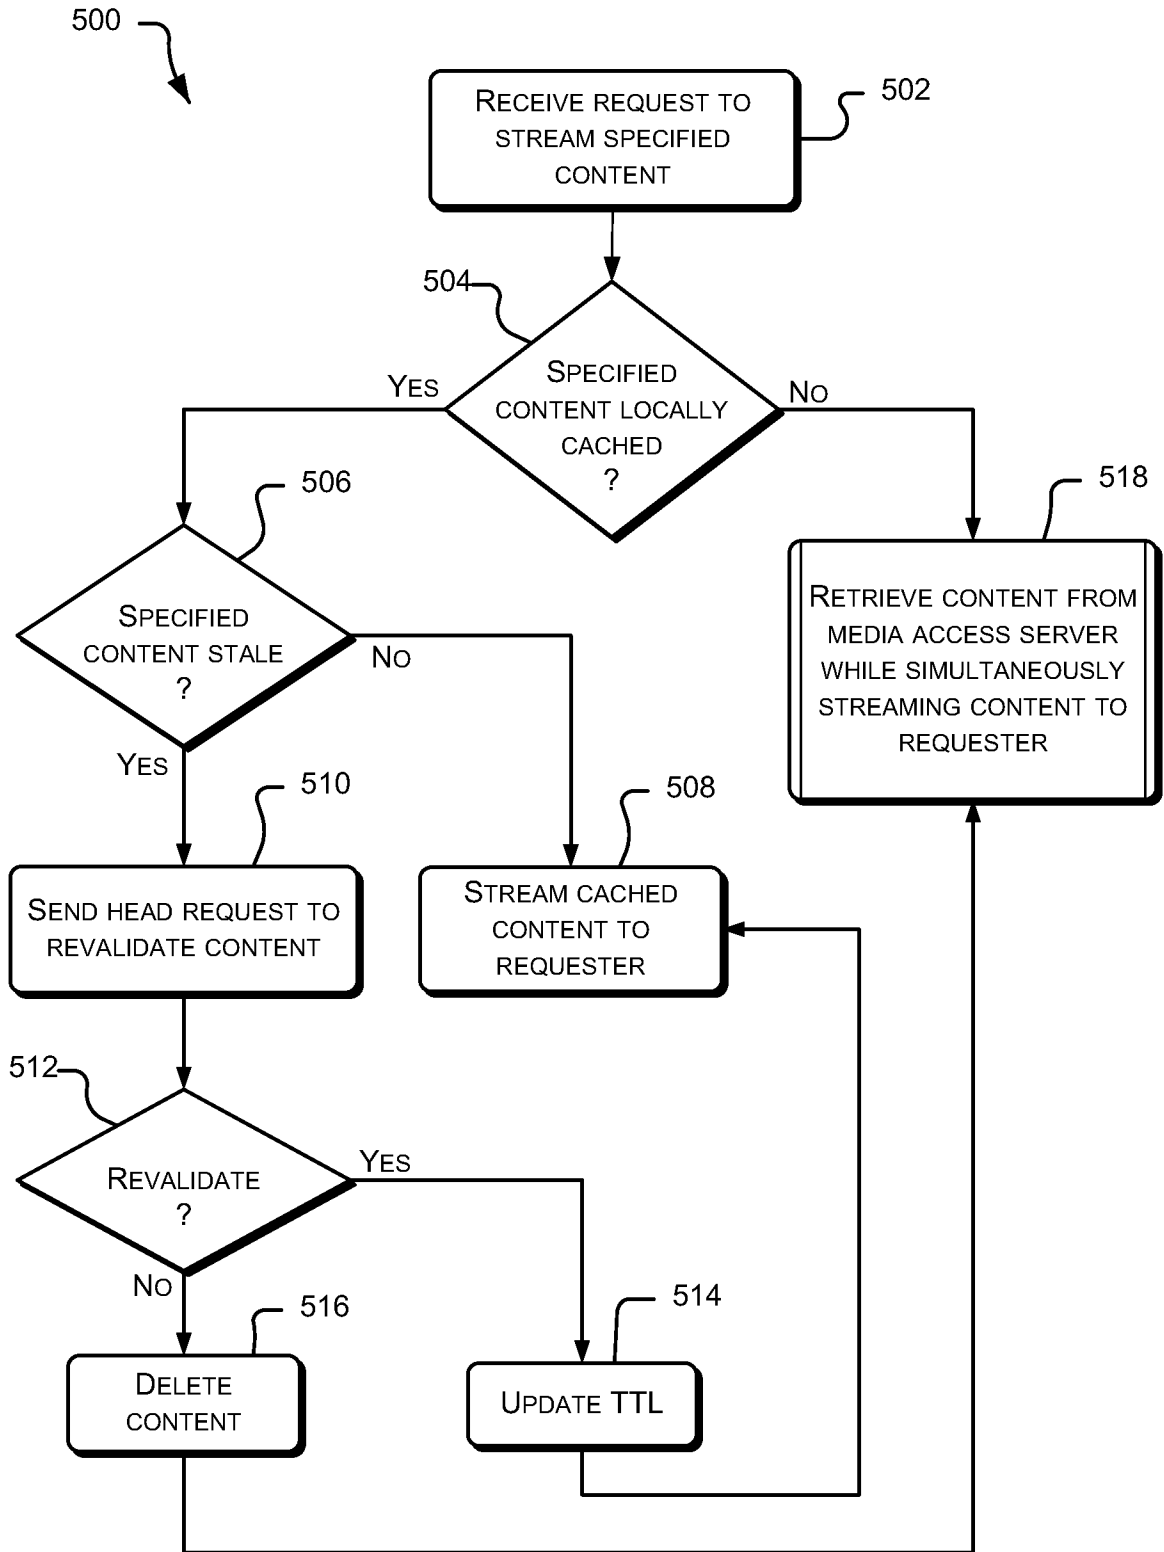 500
RECEIVE REQUEST TO
STREAM SPECIFIED
CONTENT
502
504
SPECIFIED
CONTENT LOCALLY
CACHED
?
YES
NO
506
SPECIFIED
CONTENT STALE
?
NO
YES
518
RETRIEVE CONTENT FROM
MEDIA ACCESS SERVER
WHILE SIMULTANEOUSLY
STREAMING CONTENT TO
REQUESTER
510
SEND HEAD REQUEST TO
REVALIDATE CONTENT
508
STREAM CACHED
CONTENT TO
REQUESTER
512
REVALIDATE
?
YES
NO
516
DELETE
CONTENT
514
UPDATE TTL